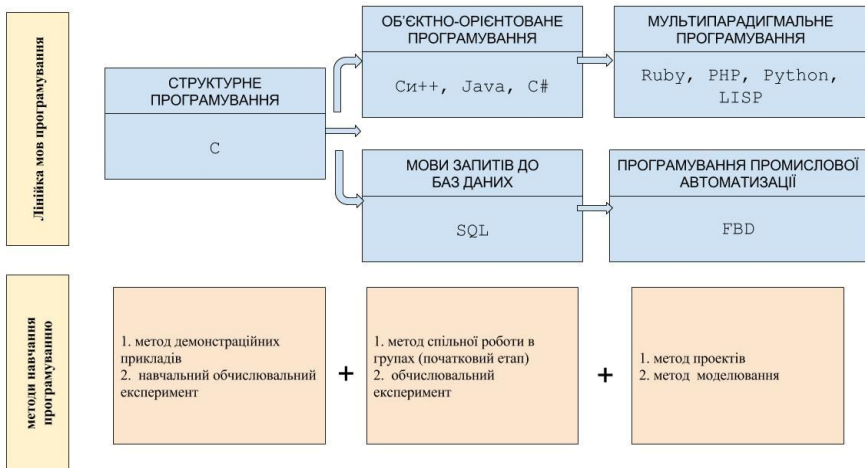 Лінійка мов програмування
СТРУКТУРНЕ
ПРОГРАМУВАННЯ
C
ОБ’ЄКТНО-ОРІЄНТОВАНЕ
ПРОГРАМУВАННЯ
Си++, Java, C#
МУЛЬТИПАРАДИГМАЛЬНЕ
ПРОГРАМУВАННЯ
Ruby, PHP, Python,
LISP
МОВИ ЗАПИТІВ ДО
БАЗ ДАНИХ
SQL
ПРОГРАМУВАННЯ ПРОМИСЛОВОЇ
АВТОМАТИЗАЦІЇ
FBD
методи навчання
програмуванню
1. метод демонстраційних
прикладів
2. навчальний обчислювальний
експеримент
+
1. метод спільної роботи в
групах (початковий етап)
2. обчислювальний
експеримент
+
1. метод проектів
2. метод моделювання